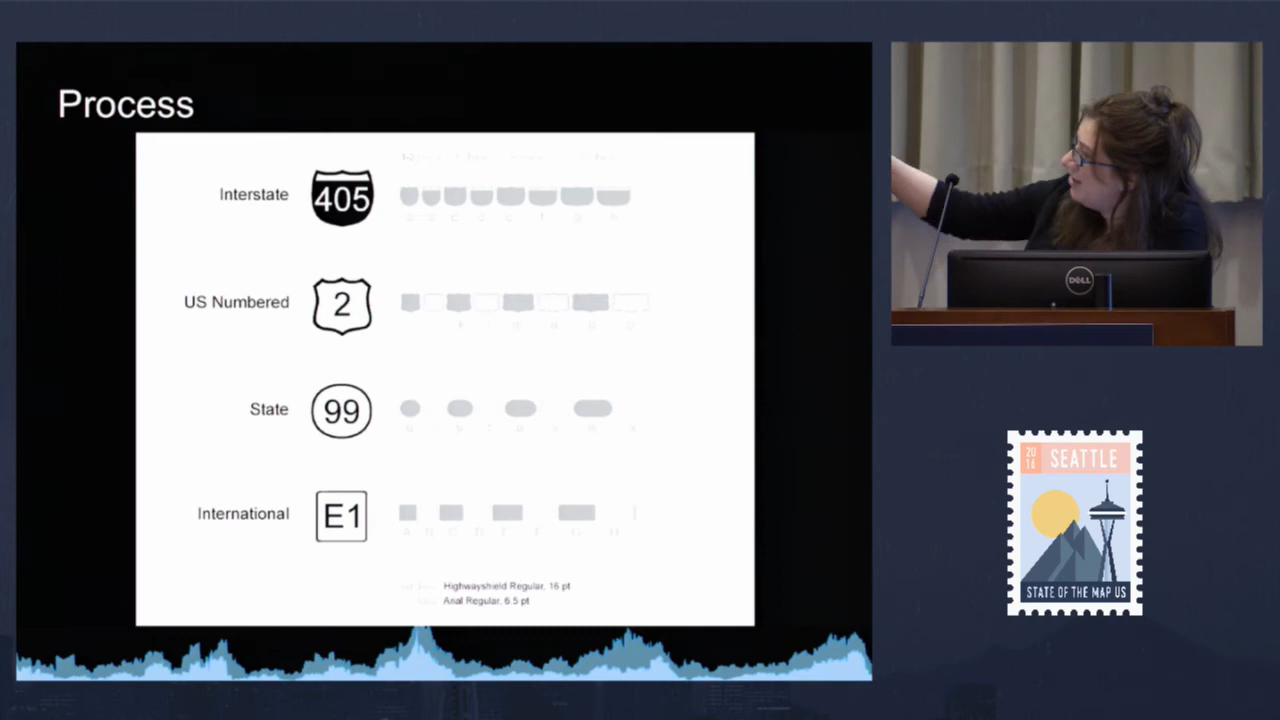 Process
Interstate
405
US Numbered
2
State
99
International
E1
Highwayshield Regular, 16 pt
Arial Regular, 6.5 pt
DELL
20
16
SEATTLE
STATE OF THE MAP US